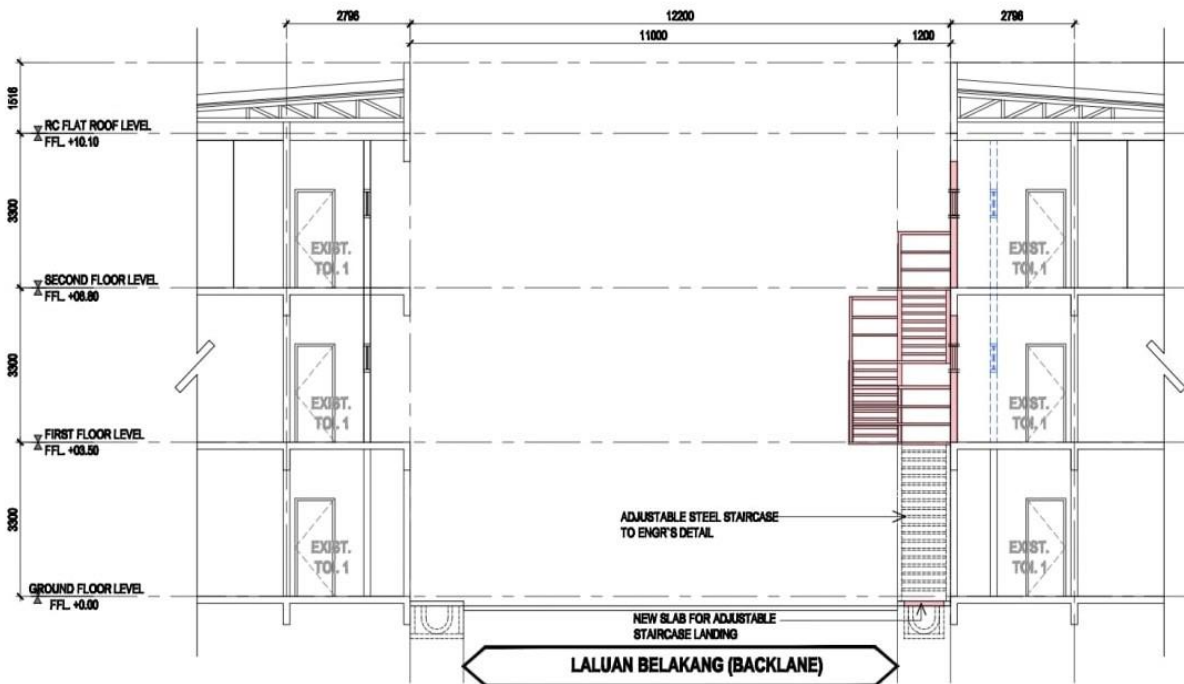 2796
12200
2796
11000
1200
1516
RC FLAT ROOF LEVEL
FFL +10.10
3300
EXIST.
TOI. 1
EXIST.
TOI. 1
SECOND FLOOR LEVEL
FFL +06.80
3300
EXIST.
TOI. 1
EXIST.
TOI. 1
FIRST FLOOR LEVEL
FFL +03.50
3300
ADJUSTABLE STEEL STAIRCASE
TO ENGR'S DETAIL
EXIST.
TOI. 1
EXIST.
TOI. 1
GROUND FLOOR LEVEL
FFL +0.00
NEW SLAB FOR ADJUSTABLE
STAIRCASE LANDING
LALUAN BELAKANG (BACKLANE)